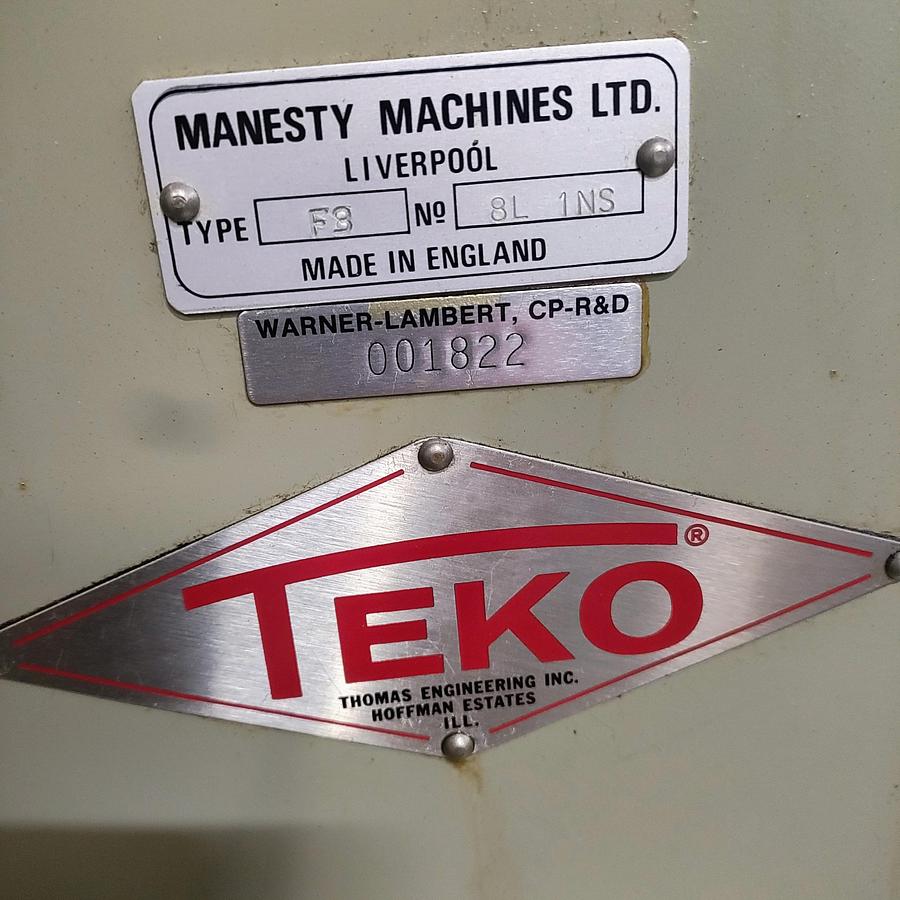 MANESTY MACHINES LTD.
LIVERPOOL
TYPE F3 Nº 8L 1NS
MADE IN ENGLAND
WARNER-LAMBERT, CP-R&D
001822
TEKO®
THOMAS ENGINEERING INC.
HOFFMAN ESTATES
ILL.